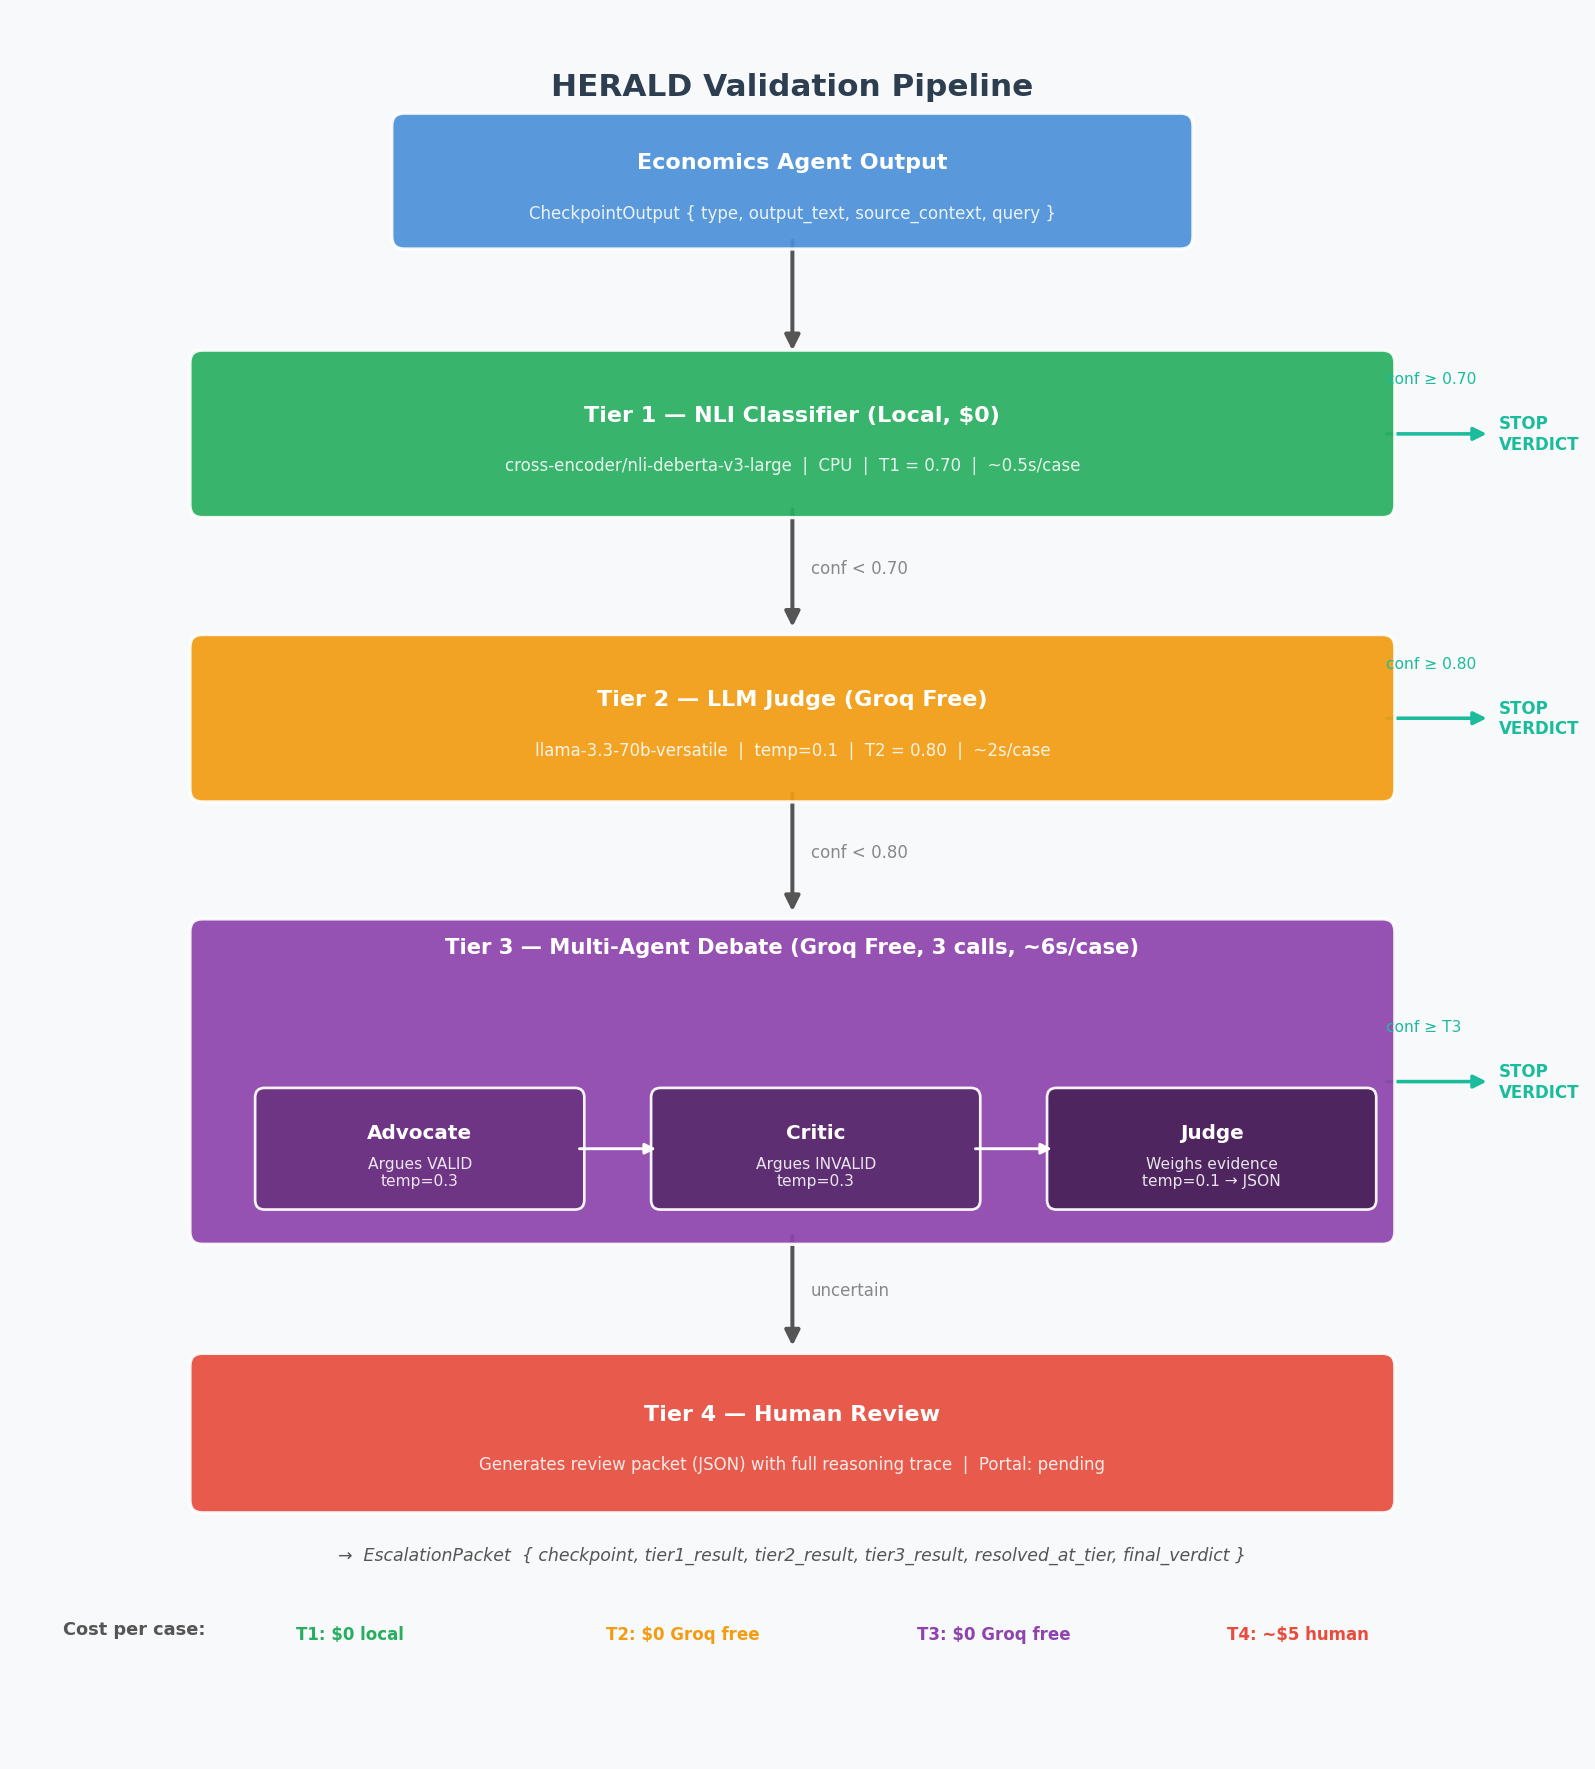 HERALD Validation Pipeline
Economics Agent Output
CheckpointOutput { type, output_text, source_context, query }
conf ≥ 0.70
Tier 1 — NLI Classifier (Local, $0)
STOP
VERDICT
cross-encoder/nli-deberta-v3-large | CPU | T1 = 0.70 | ~0.5s/case
conf < 0.70
conf ≥ 0.80
Tier 2 — LLM Judge (Groq Free)
STOP
VERDICT
llama-3.3-70b-versatile | temp=0.1 | T2 = 0.80 | ~2s/case
conf < 0.80
Tier 3 — Multi-Agent Debate (Groq Free, 3 calls, ~6s/case)
conf ≥ T3
STOP
VERDICT
Advocate
Argues VALID
temp=0.3
Critic
Argues INVALID
temp=0.3
Judge
Weighs evidence
temp=0.1 → JSON
uncertain
Tier 4 — Human Review
Generates review packet (JSON) with full reasoning trace | Portal: pending
→ EscalationPacket { checkpoint, tier1_result, tier2_result, tier3_result, resolved_at_tier, final_verdict }
Cost per case:
T1: $0 local
T2: $0 Groq free
T3: $0 Groq free
T4: ~$5 human